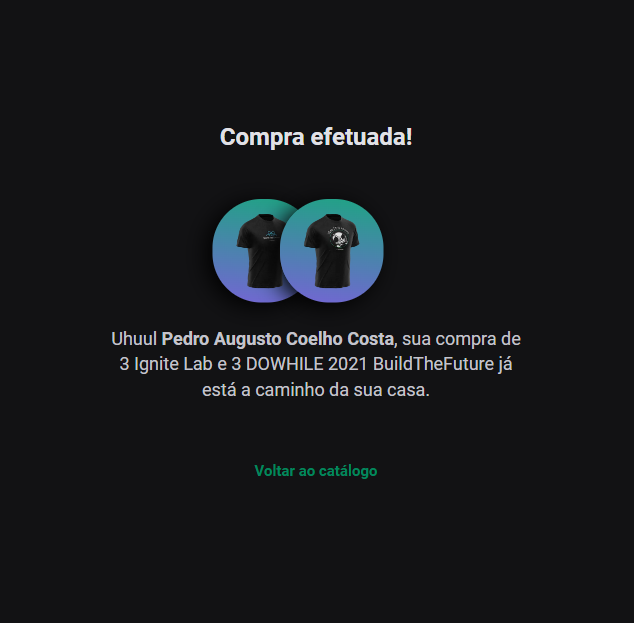 Compra efetuada!
Uhuul Pedro Augusto Coelho Costa, sua compra de
3 Ignite Lab e 3 DOWHILE 2021 BuildTheFuture já
está a caminho da sua casa.
Voltar ao catálogo